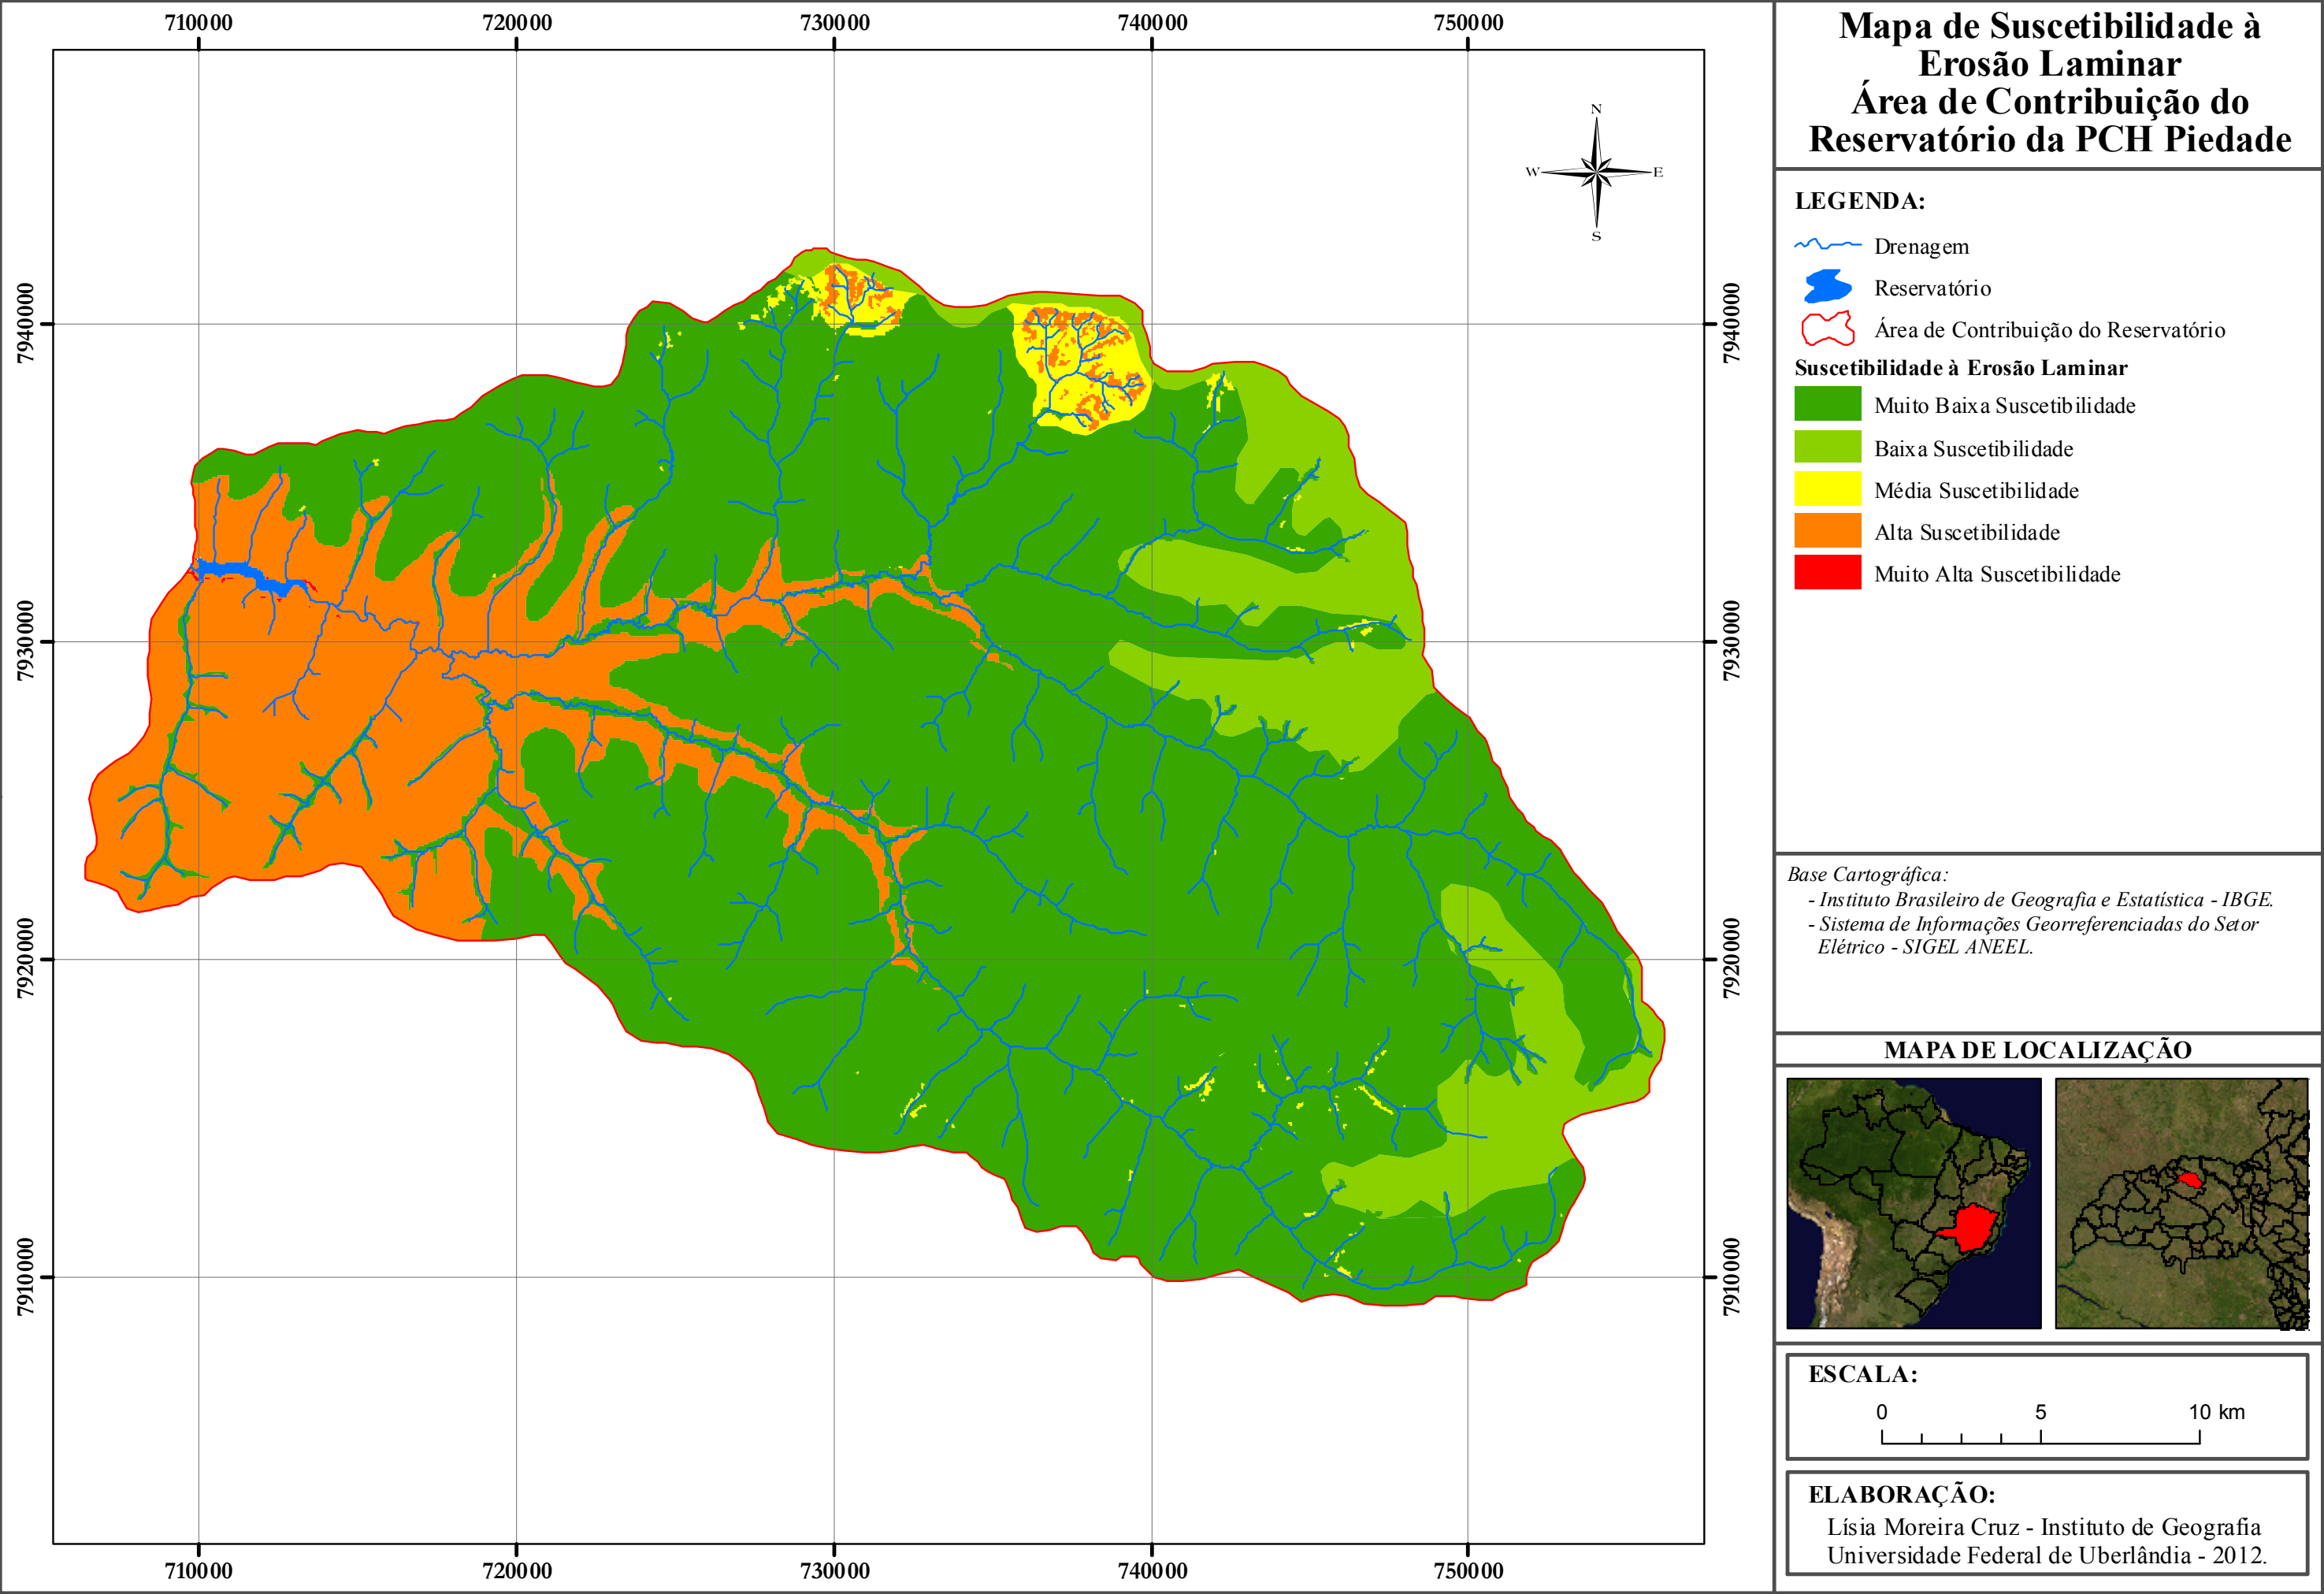 710000 720000 730000 740000 750000
Mapa de Suscetibilidade à
Erosão Laminar
Área de Contribuição do
Reservatório da PCH Piedade
N
W E
S
LEGENDA:
Drenagem
Reservatório
Área de Contribuição do Reservatório
Suscetibilidade à Erosão Laminar
Muito Baixa Suscetibilidade
Baixa Suscetibilidade
Média Suscetibilidade
Alta Suscetibilidade
Muito Alta Suscetibilidade
7940000 7940000
7930000 7930000
7920000 7920000
7910000 7910000
Base Cartográfica:
- Instituto Brasileiro de Geografia e Estatística - IBGE.
- Sistema de Informações Georreferenciadas do Setor
Elétrico - SIGEL ANEEL.
MAPA DE LOCALIZAÇÃO
ESCALA:
0 5 10 km
ELABORAÇÃO:
Lísia Moreira Cruz - Instituto de Geografia
Universidade Federal de Uberlândia - 2012.
710000 720000 730000 740000 750000